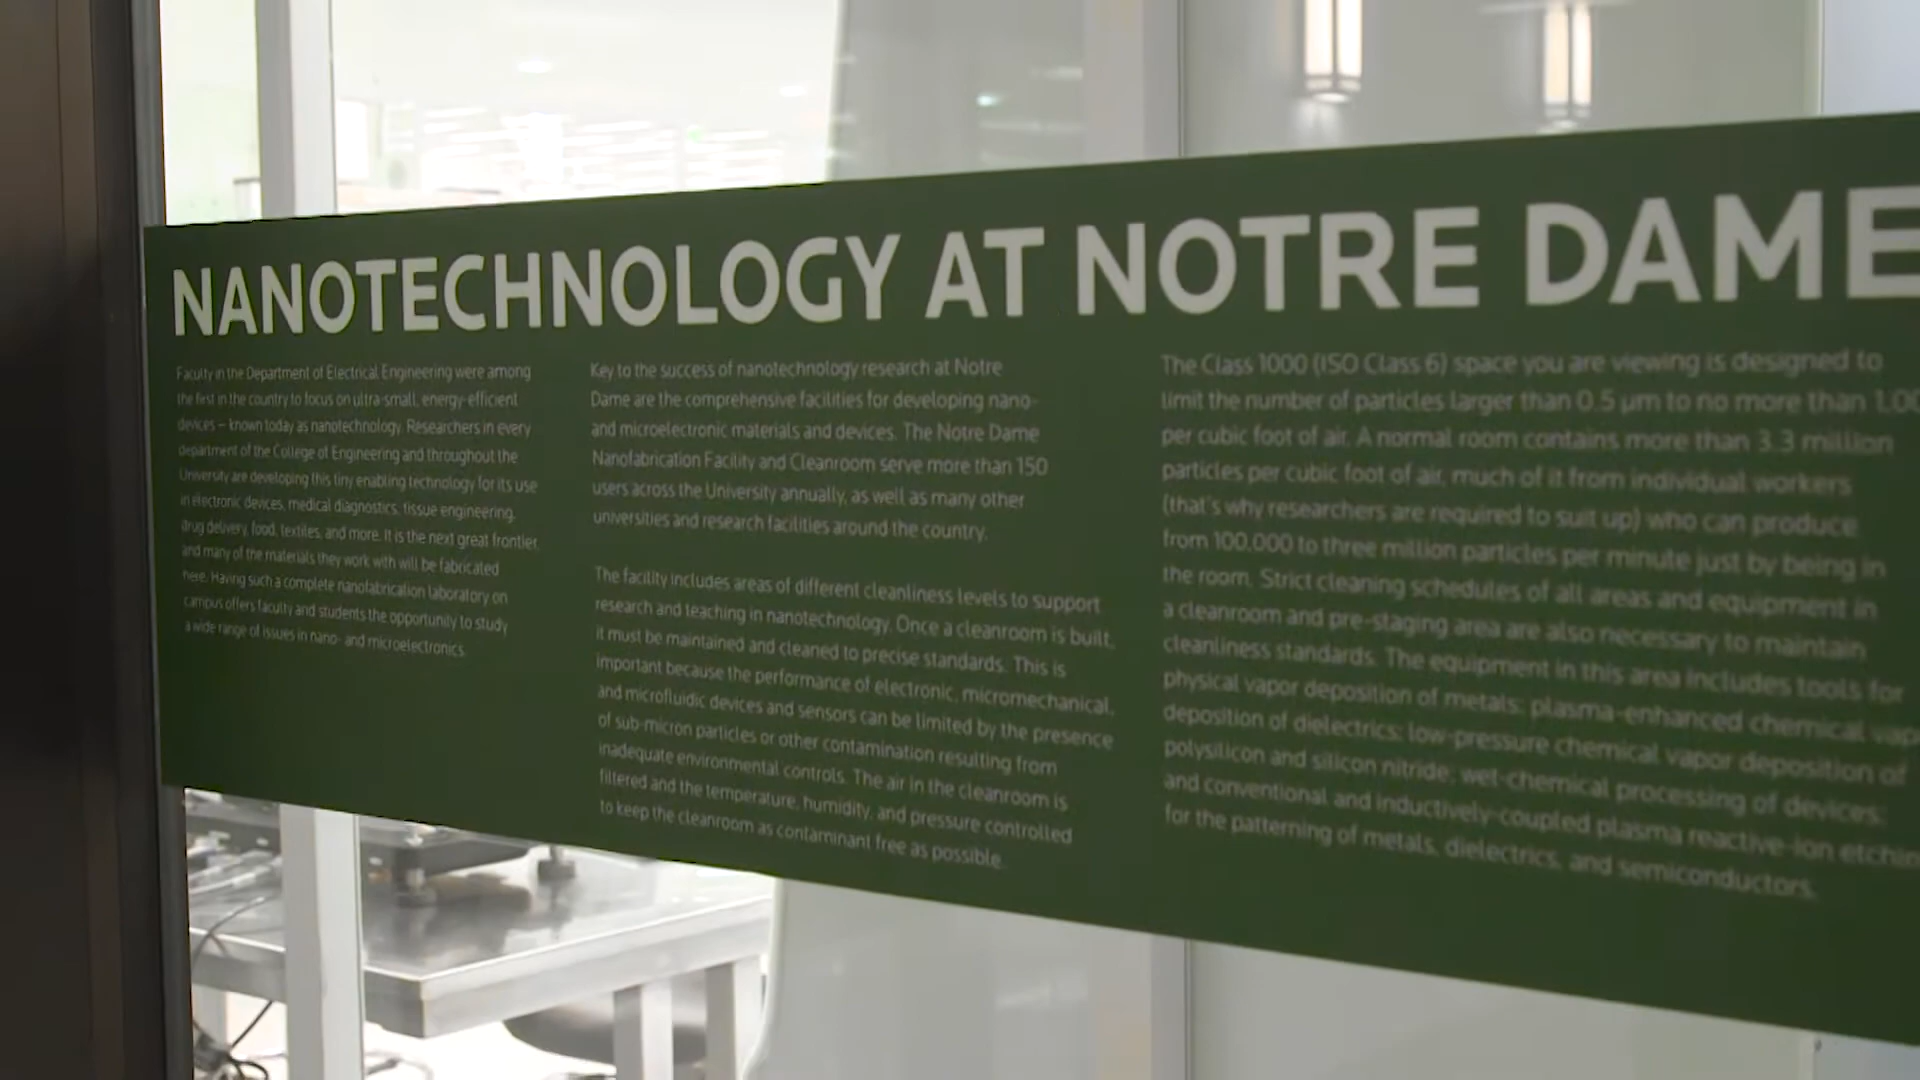 NANOTECHNOLOGY AT NOTRE DAME
Faculty in the Department of Electrical Engineering were among
the first in the country to focus on ultra-small, energy-efficient
devices – known today as nanotechnology. Researchers in every
department of the College of Engineering and throughout the
University are developing this tiny enabling technology for its use
in electronic devices, medical diagnostics, tissue engineering,
drug delivery, food, textiles, and more. It is the next great frontier,
and many of the materials they work with will be fabricated
here. Having such a complete nanofabrication laboratory on
campus offers faculty and students the opportunity to study
a wide range of issues in nano- and microelectronics.
Key to the success of nanotechnology research at Notre
Dame are the comprehensive facilities for developing nano-
and microelectronic materials and devices. The Notre Dame
Nanofabrication Facility and Cleanroom serve more than 150
users across the University annually, as well as many other
universities and research facilities around the country.
The facility includes areas of different cleanliness levels to support
research and teaching in nanotechnology. Once a cleanroom is built,
it must be maintained and cleaned to precise standards. This is
important because the performance of electronic, micromechanical,
and microfluidic devices and sensors can be limited by the presence
of sub-micron particles or other contamination resulting from
inadequate environmental controls. The air in the cleanroom is
filtered and the temperature, humidity, and pressure controlled
to keep the cleanroom as contaminant free as possible.
The Class 1000 (ISO Class 6) space you are viewing is designed to
limit the number of particles larger than 0.5 µm to no more than 1,00
per cubic foot of air. A normal room contains more than 3.3 million
particles per cubic foot of air, much of it from individual workers
(that's why researchers are required to suit up) who can produce
from 100,000 to three million particles per minute just by being in
the room. Strict cleaning schedules of all areas and equipment in
a cleanroom and pre-staging area are also necessary to maintain
cleanliness standards. The equipment in this area includes tools for
physical vapor deposition of metals; plasma-enhanced chemical vap
deposition of dielectrics; low-pressure chemical vapor deposition of
polysilicon and silicon nitride; wet-chemical processing of devices;
and conventional and inductively-coupled plasma reactive-ion etchin
for the patterning of metals, dielectrics, and semiconductors.